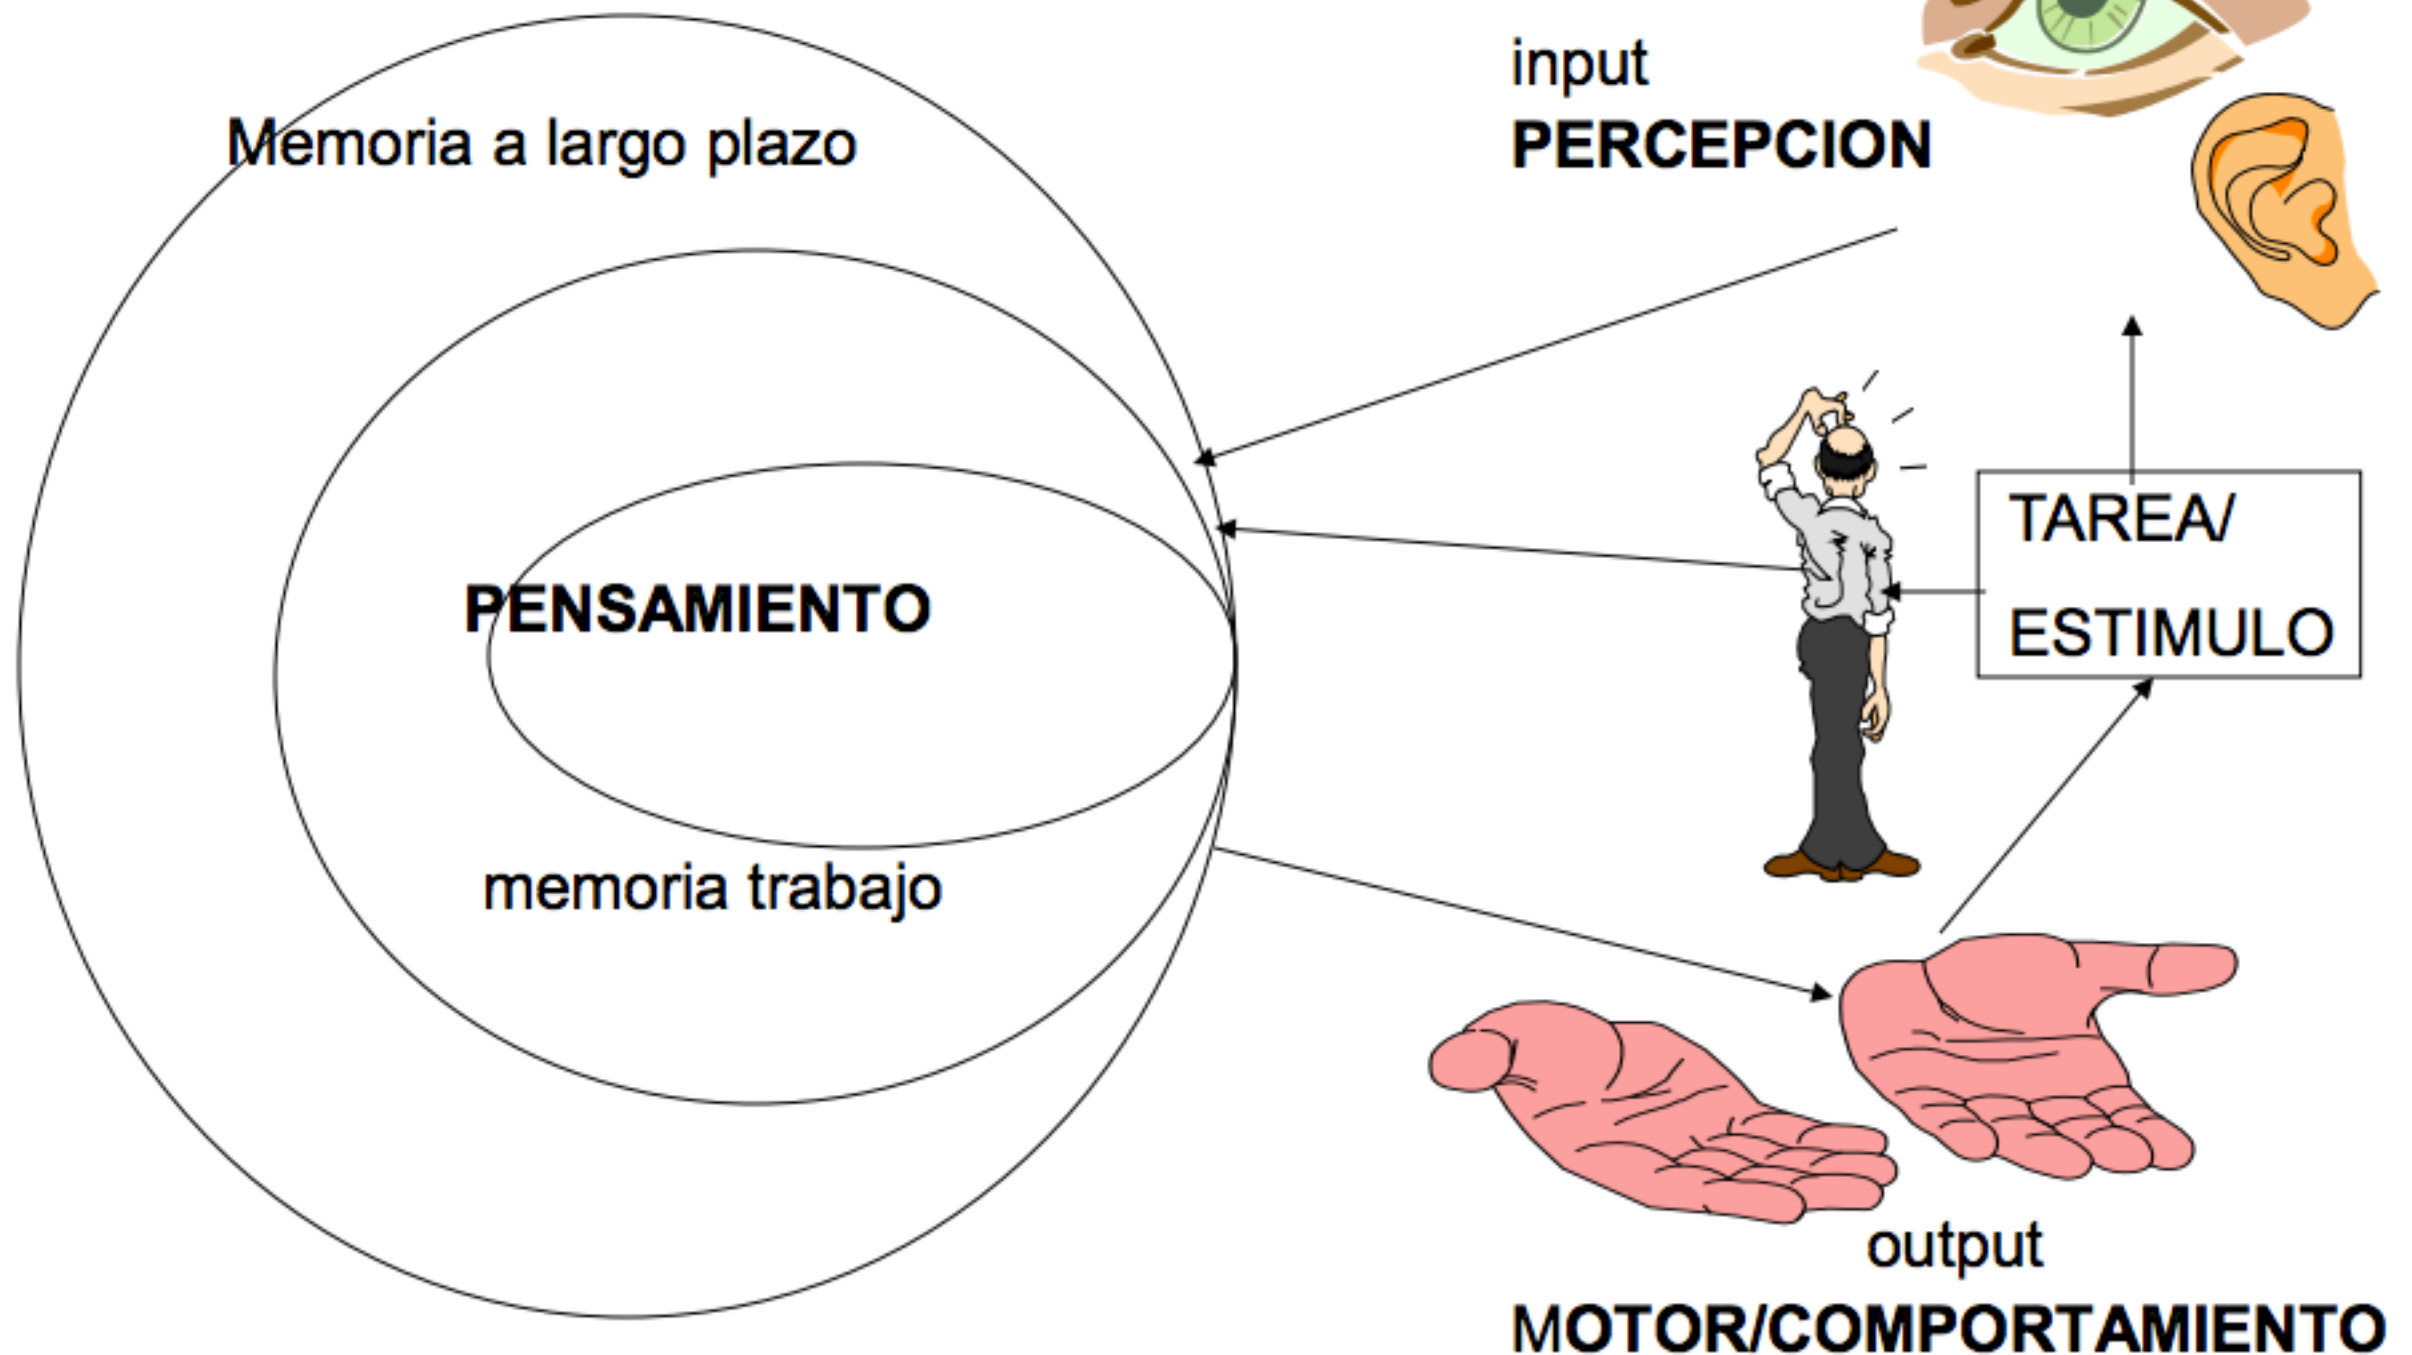 Memoria a largo plazo
input
PERCEPCION
PENSAMIENTO
memoria trabajo
TAREA/
ESTIMULO
output
MOTOR/COMPORTAMIENTO